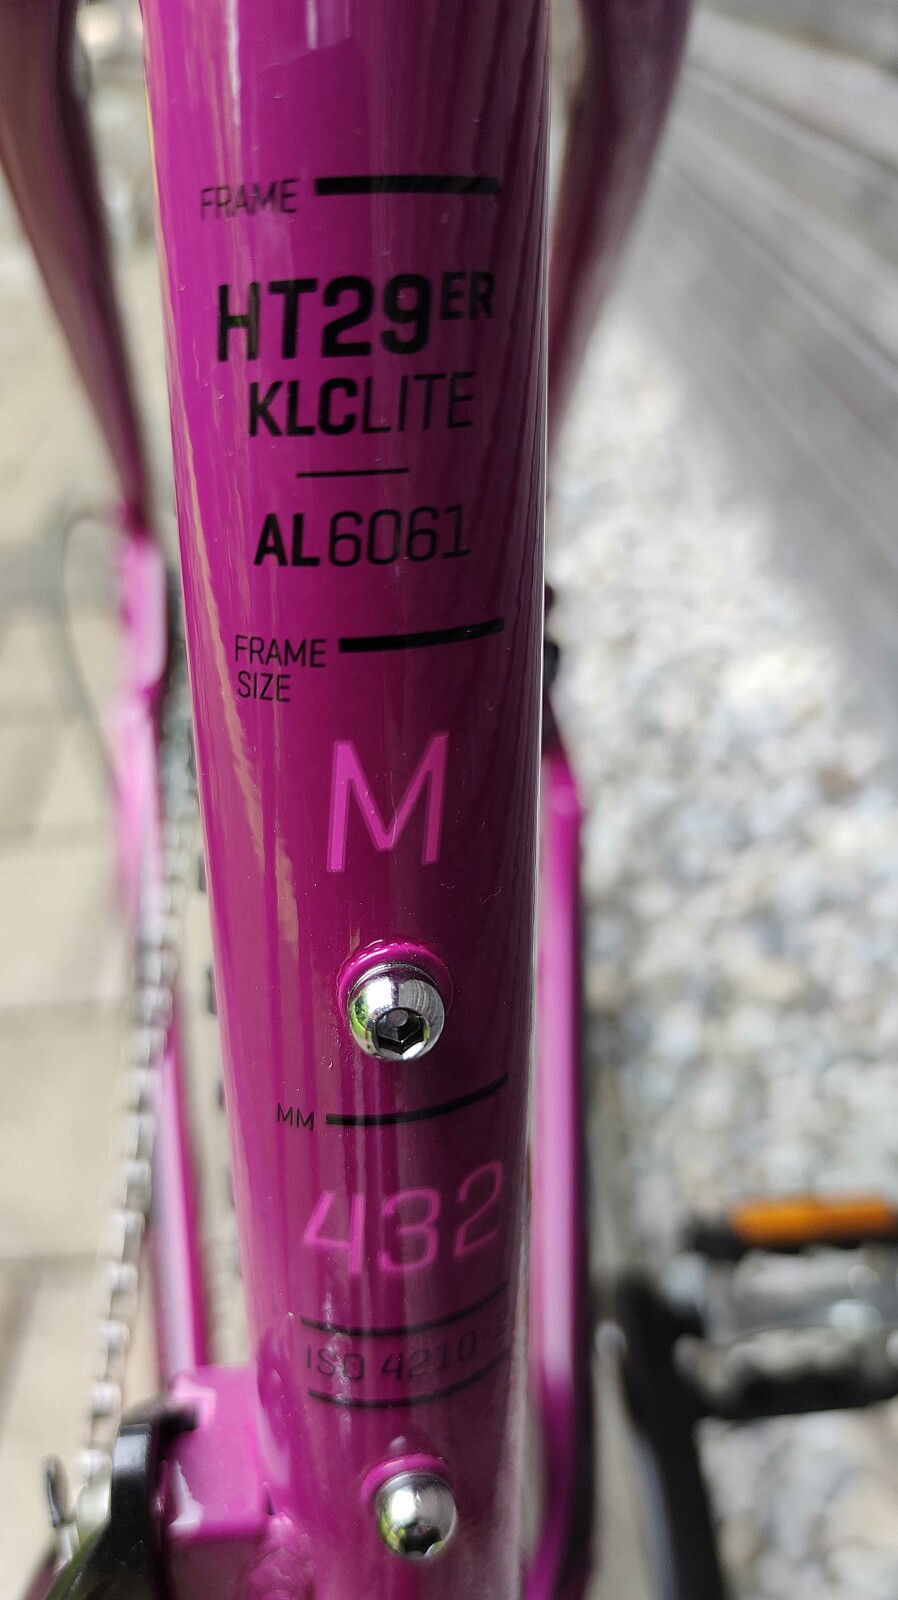 FRAME
HT29ER
KLCLITE
AL6061
FRAME
SIZE
M
MM
432
ISO 4210